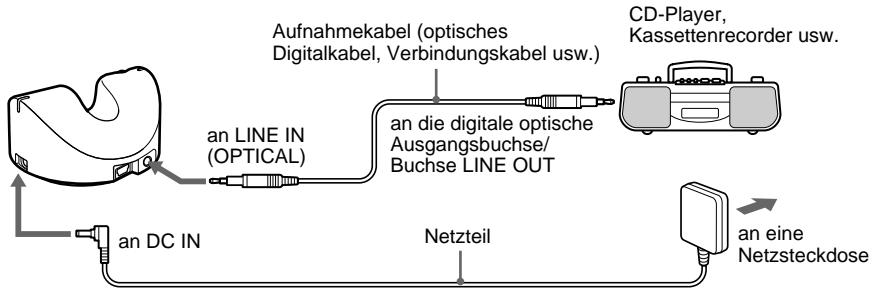 Aufnahmekabel (optisches
Digitalkabel, Verbindungskabel usw.)
CD-Player,
Kassettenrecorder usw.
an LINE IN
(OPTICAL)
an die digitale optische
Ausgangsbuchse/
Buchse LINE OUT
an DC IN
Netzteil
an eine
Netzsteckdose